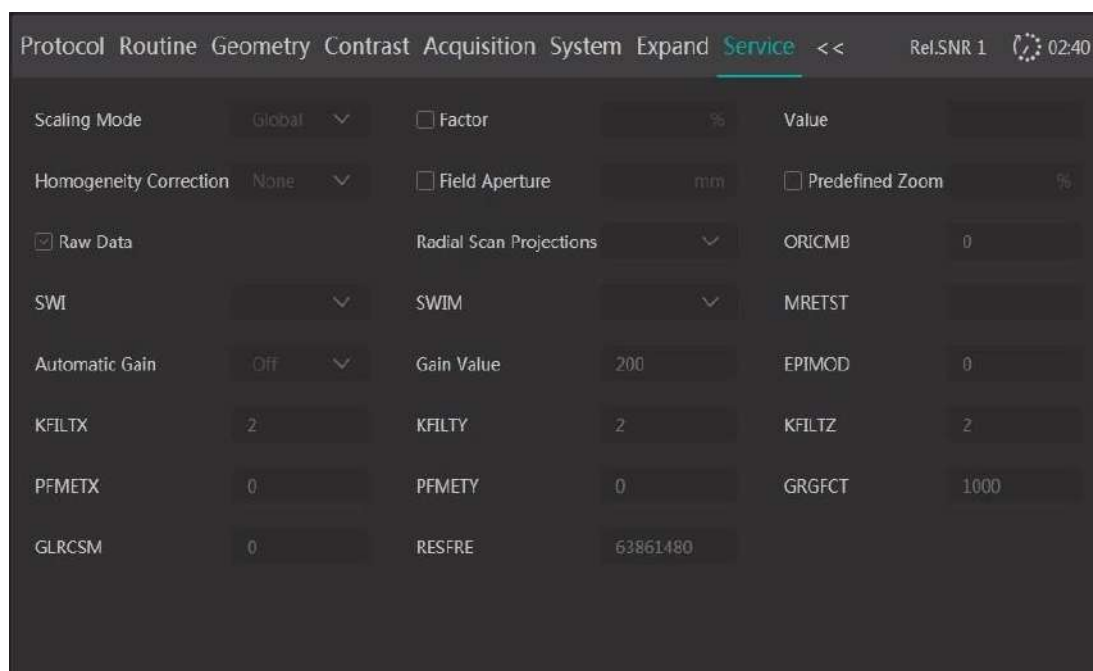 Protocol Routine Geometry Contrast Acquisition System Expand Service << Rel.SNR 1 02:40
Scaling Mode Global Factor % Value
Homogeneity Correction None Field Aperture mm Predefined Zoom %
Raw Data Radial Scan Projections ORICMB 0
SWI SWIM MRETST
Automatic Gain Off Gain Value 200 EPIMOD 0
KFILTX 2 KFILTY 2 KFILTZ 2
PFMETX 0 PFMETY 0 GRGFCT 1000
GLRCSM 0 RESFRE 63861480